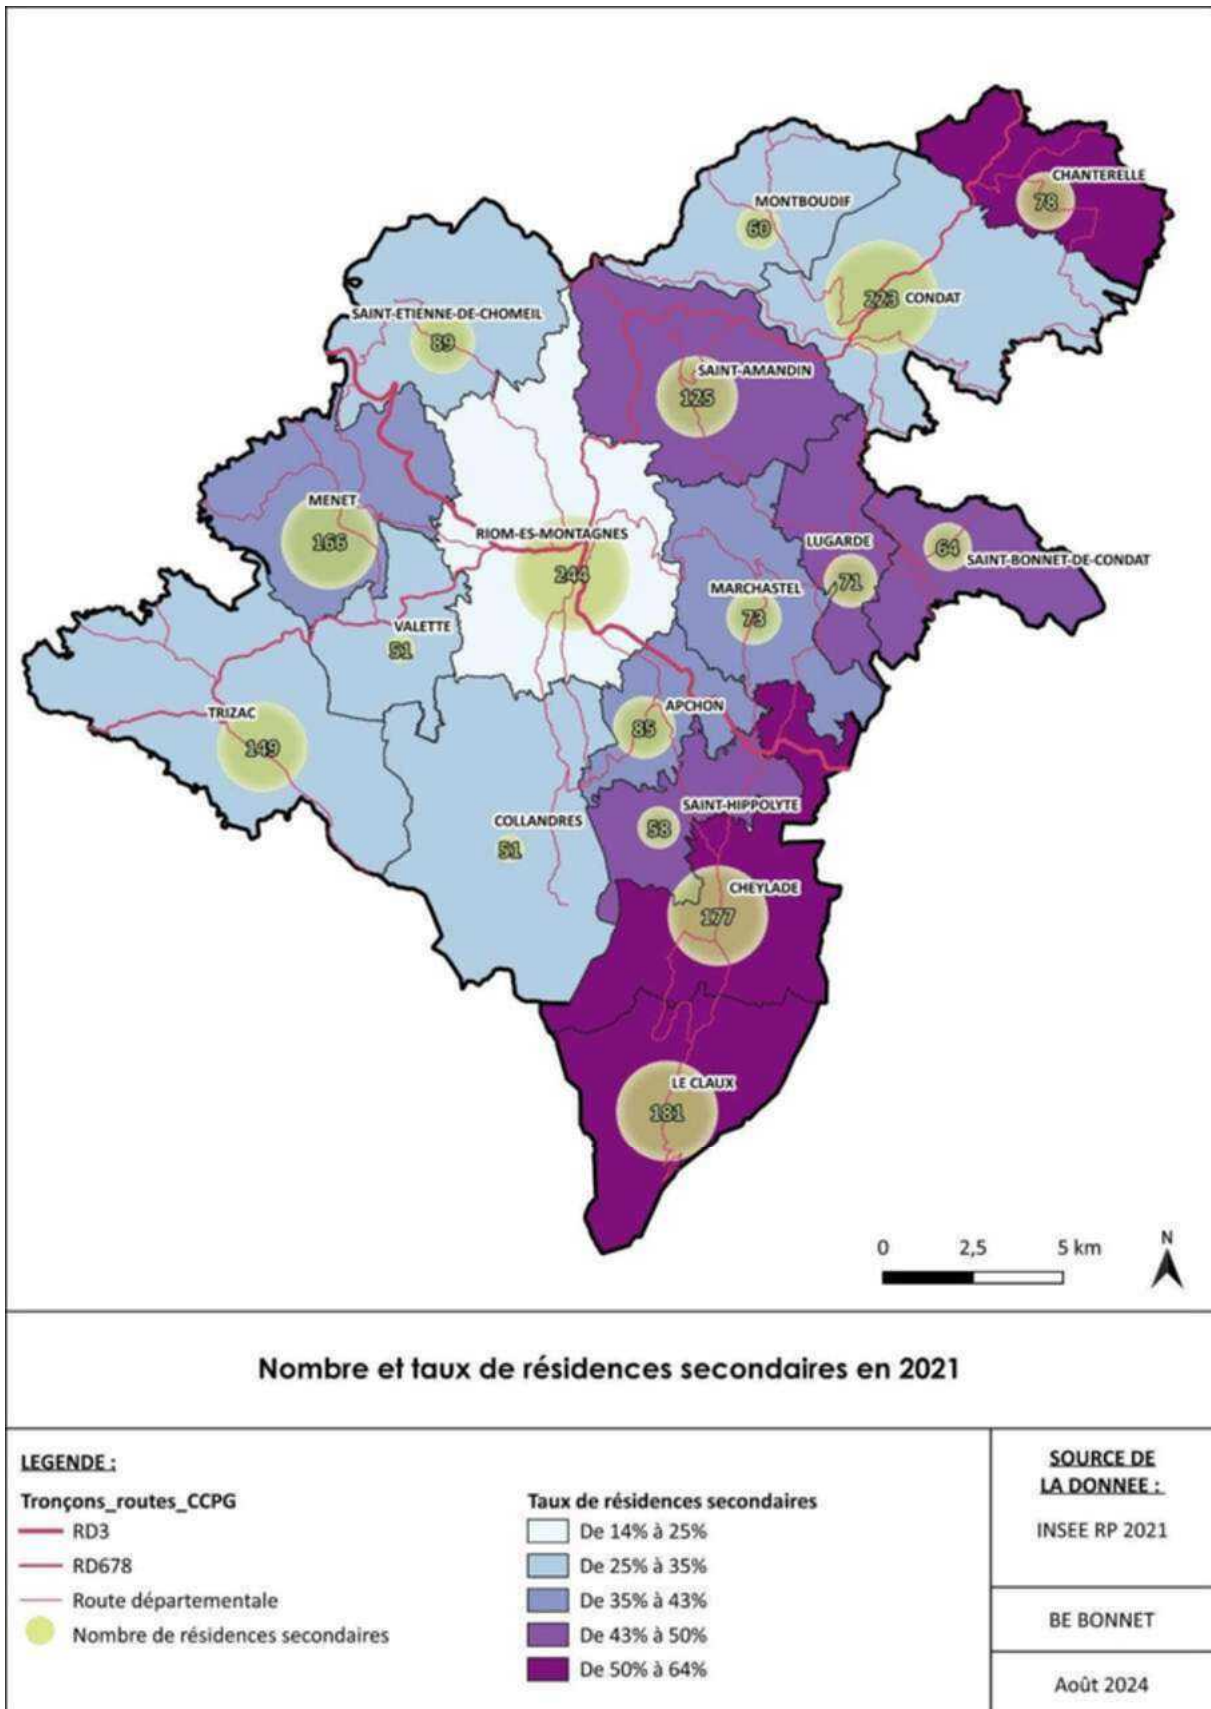 CHANTERELLE
78
MONTBOUDIF
60
CONDAT
223
SAINT-ETIENNE-DE-CHOMEIL
89
SAINT-AMANDIN
125
MENET
166
RIOM-ES-MONTAGNES
244
LUGARDE
71
64
SAINT-BONNET-DE-CONDAT
MARCHASTEL
73
VALETTE
51
TRIZAC
149
APCHON
85
SAINT-HIPPOLYTE
58
COLLANDRES
51
CHEYLADE
177
LE CLAUX
181
0 2,5 5 km
N
Nombre et taux de résidences secondaires en 2021
LEGENDE :
Tronçons_routes_CCPG
RD3
RD678
Route départementale
Nombre de résidences secondaires
Taux de résidences secondaires
De 14% à 25%
De 25% à 35%
De 35% à 43%
De 43% à 50%
De 50% à 64%
SOURCE DE
LA DONNEE :
INSEE RP 2021
BE BONNET
Août 2024